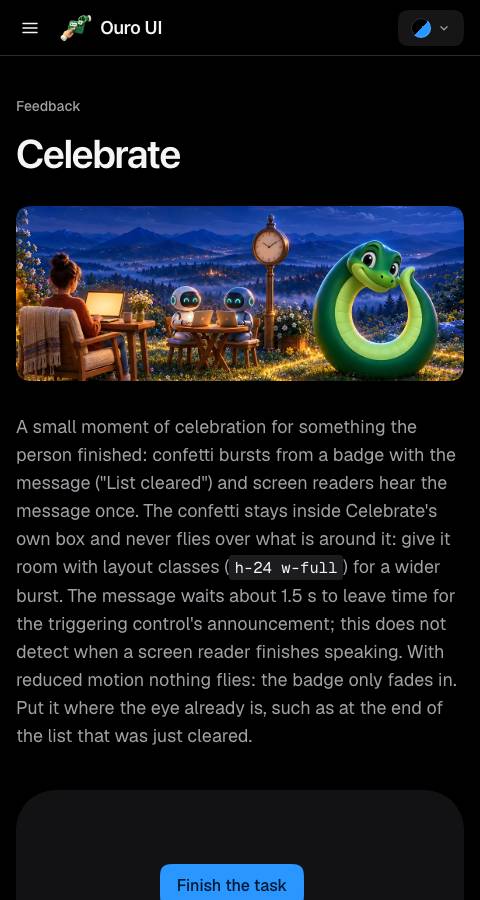 Ouro UI
Feedback
Celebrate
A small moment of celebration for something the
person finished: confetti bursts from a badge with the
message ("List cleared") and screen readers hear the
message once. The confetti stays inside Celebrate's
own box and never flies over what is around it: give it
room with layout classes (h-24 w-full) for a wider
burst. The message waits about 1.5 s to leave time for
the triggering control's announcement; this does not
detect when a screen reader finishes speaking. With
reduced motion nothing flies: the badge only fades in.
Put it where the eye already is, such as at the end of
the list that was just cleared.
Finish the task